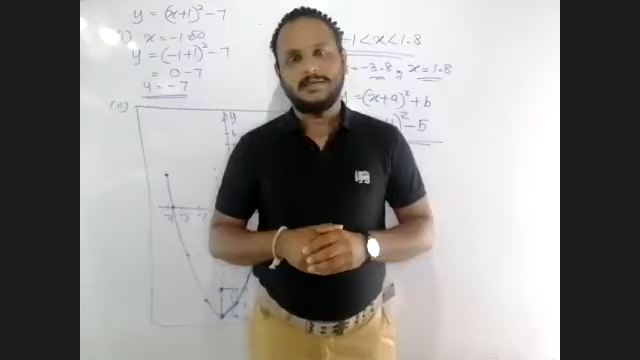 y = (x+1)² - 7
x = -1
y = (-1+1)² - 7
= 0 - 7
y = -7
(ii)
y
-1 < x < 1.8
-3.8, x = 1.8
= (x+a)² + b
)² - 5